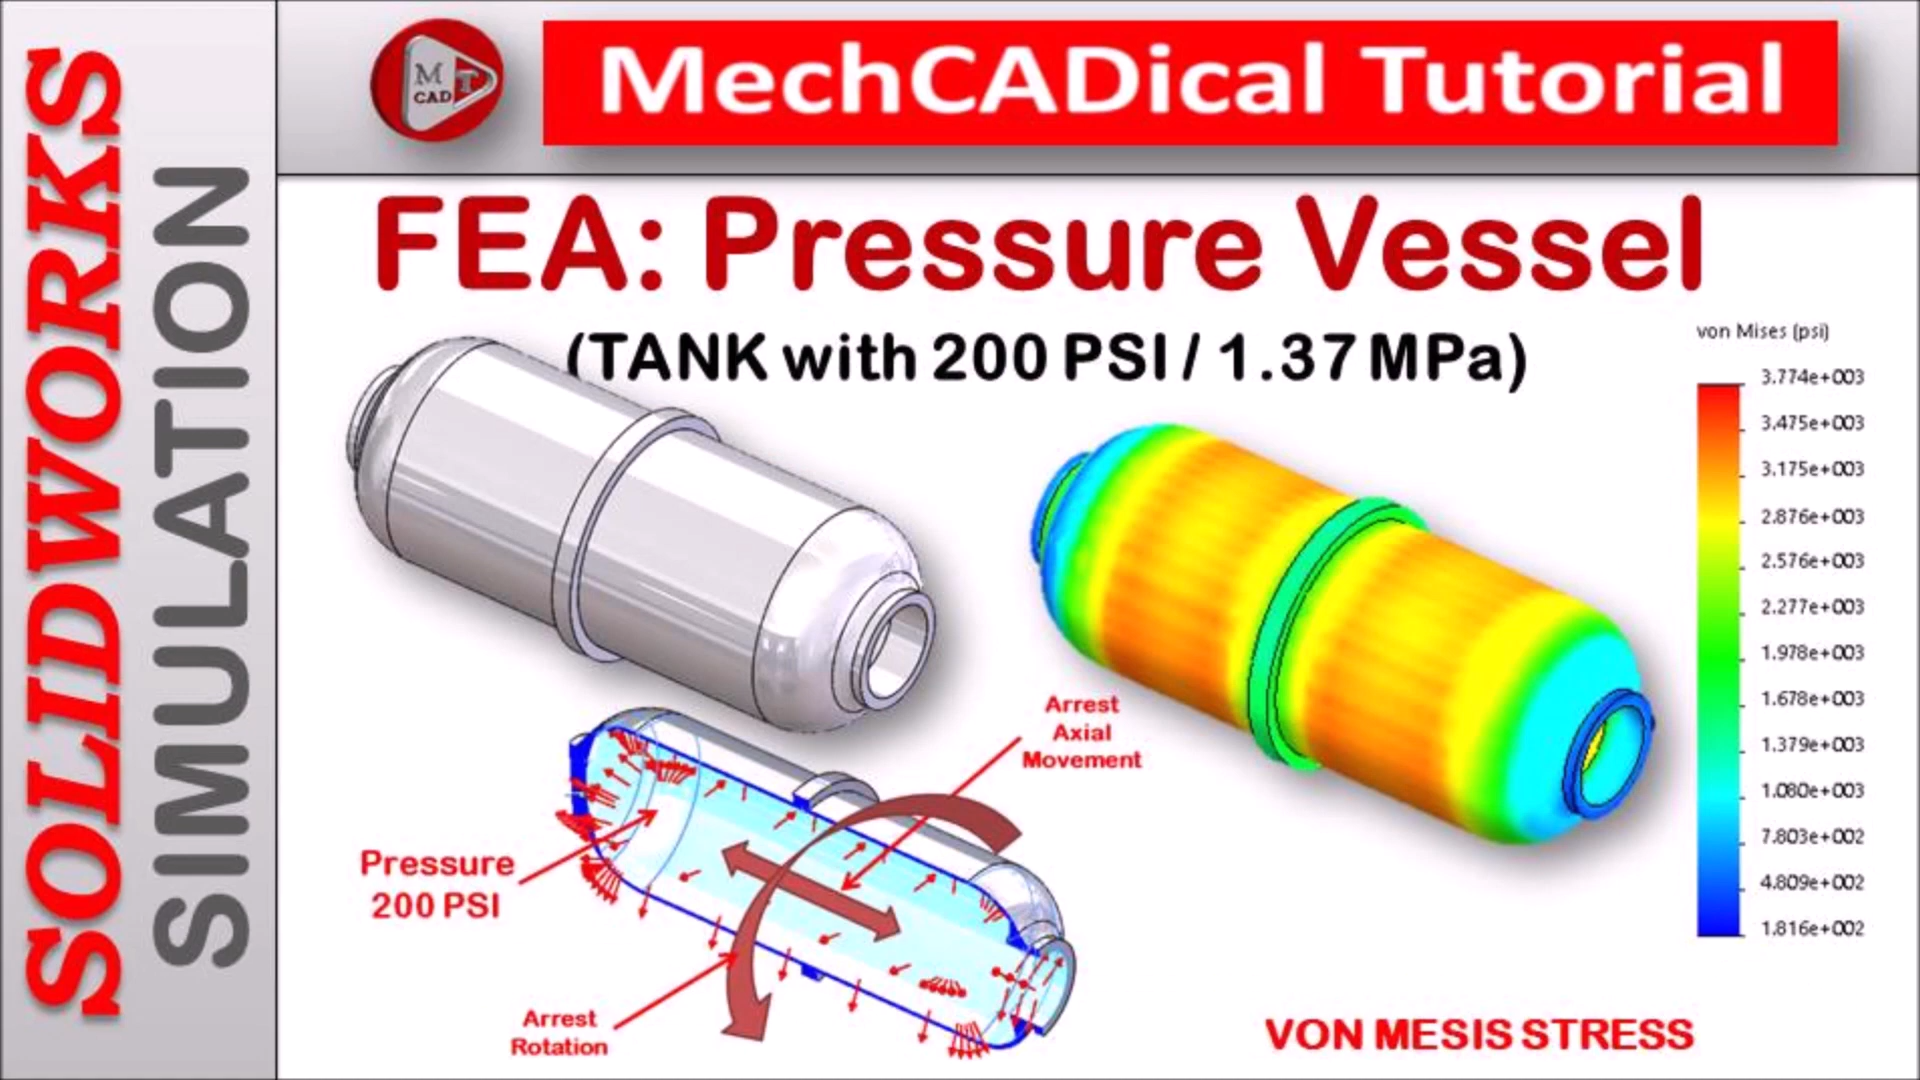 SOLIDWORKS
SIMULATION
M T
CAD
MechCADical Tutorial
FEA: Pressure Vessel
(TANK with 200 PSI / 1.37 MPa)
von Mises (psi)
3.774e+003
3.475e+003
3.175e+003
2.876e+003
2.576e+003
2.277e+003
1.978e+003
1.678e+003
1.379e+003
1.080e+003
7.803e+002
4.809e+002
1.816e+002
Arrest
Axial
Movement
Pressure
200 PSI
Arrest
Rotation
VON MESIS STRESS